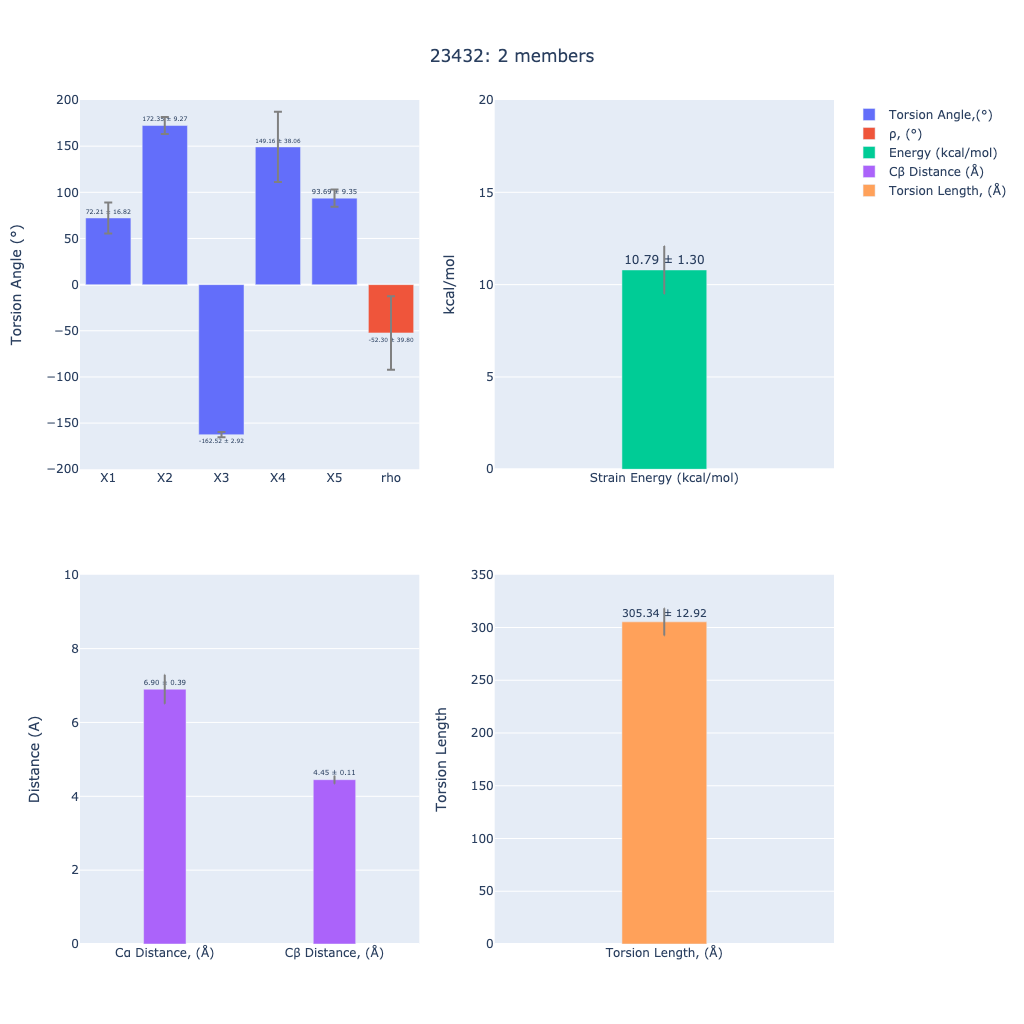 23432: 2 members
Torsion Angle (°)
200
150
100
50
0
−50
−100
−150
−200
72.21 ± 16.82
172.35 ± 9.27
-162.52 ± 2.92
149.16 ± 38.06
93.69 ± 9.35
-52.30 ± 39.80
X1
X2
X3
X4
X5
rho
kcal/mol
20
15
10
5
0
10.79 ± 1.30
Strain Energy (kcal/mol)
Torsion Angle,(°)
ρ, (°)
Energy (kcal/mol)
Cβ Distance (Å)
Torsion Length, (Å)
Distance (A)
10
8
6
4
2
0
6.90 ± 0.39
4.45 ± 0.11
Cα Distance, (Å)
Cβ Distance, (Å)
Torsion Length
350
300
250
200
150
100
50
0
305.34 ± 12.92
Torsion Length, (Å)